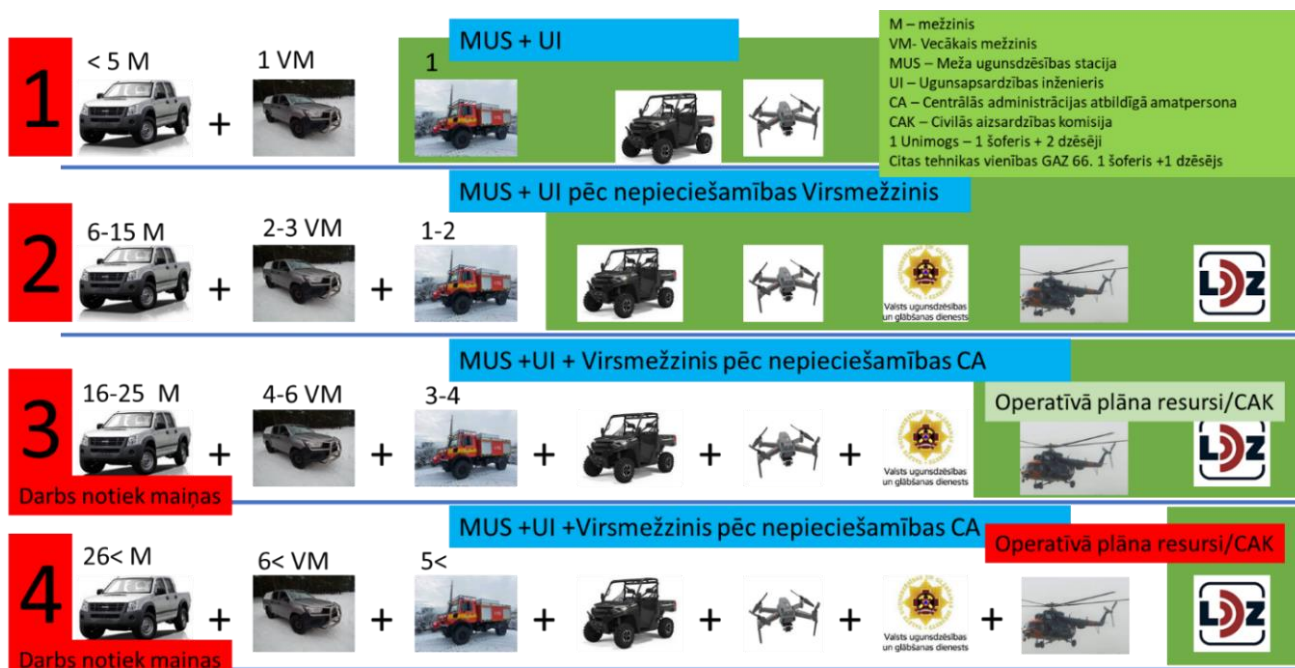 MUS + UI
M – mežzinis
VM- Vecākais mežzinis
MUS – Meža ugunsdzēsības stacija
UI – Ugunsapsardzības inženieris
CA – Centrālās administrācijas atbildīgā amatpersona
CAK – Civilās aizsardzības komisija
1 Unimogs – 1 šoferis + 2 dzēsēji
Citas tehnikas vienības GAZ 66. 1 šoferis +1 dzēsējs
1
< 5 M
+
1 VM
1
MUS + UI pēc nepieciešamības Virsmežzinis
2
6-15 M
+
2-3 VM
+
1-2
Valsts ugunsdzēsības
un glābšanas dienests
LDZ
MUS +UI + Virsmežzinis pēc nepieciešamības CA
3
16-25 M
+
4-6 VM
+
3-4
+
+
+
Valsts ugunsdzēsības
un glābšanas dienests
Operatīvā plāna resursi/CAK
LDZ
Darbs notiek maiņas
MUS +UI +Virsmežzinis pēc nepieciešamības CA
Operatīvā plāna resursi/CAK
4
26< M
+
6< VM
+
5<
+
+
+
Valsts ugunsdzēsības
un glābšanas dienests
+
LDZ
Darbs notiek maiņas